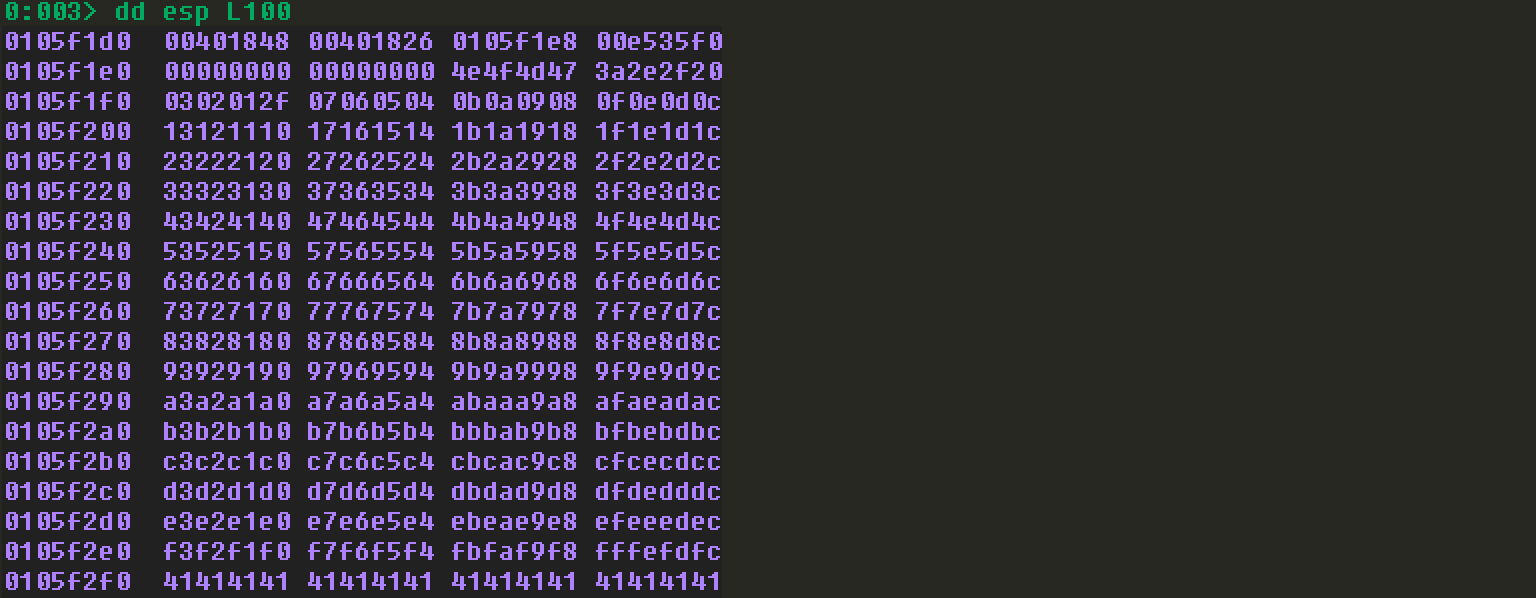 0:003> dd esp L100
0105f1d0  00401848 00401826 0105f1e8 00e535f0
0105f1e0  00000000 00000000 4e4f4d47 3a2e2f20
0105f1f0  0302012f 07060504 0b0a0908 0f0e0d0c
0105f200  13121110 17161514 1b1a1918 1f1e1d1c
0105f210  23222120 27262524 2b2a2928 2f2e2d2c
0105f220  33323130 37363534 3b3a3938 3f3e3d3c
0105f230  43424140 47464544 4b4a4948 4f4e4d4c
0105f240  53525150 57565554 5b5a5958 5f5e5d5c
0105f250  63626160 67666564 6b6a6968 6f6e6d6c
0105f260  73727170 77767574 7b7a7978 7f7e7d7c
0105f270  83828180 87868584 8b8a8988 8f8e8d8c
0105f280  93929190 97969594 9b9a9998 9f9e9d9c
0105f290  a3a2a1a0 a7a6a5a4 abaaa9a8 afaeadac
0105f2a0  b3b2b1b0 b7b6b5b4 bbbab9b8 bfbebdbc
0105f2b0  c3c2c1c0 c7c6c5c4 cbcac9c8 cfcecdcc
0105f2c0  d3d2d1d0 d7d6d5d4 dbdad9d8 dfdedddc
0105f2d0  e3e2e1e0 e7e6e5e4 ebeae9e8 efeeedec
0105f2e0  f3f2f1f0 f7f6f5f4 fbfaf9f8 fffefdfc
0105f2f0  41414141 41414141 41414141 41414141